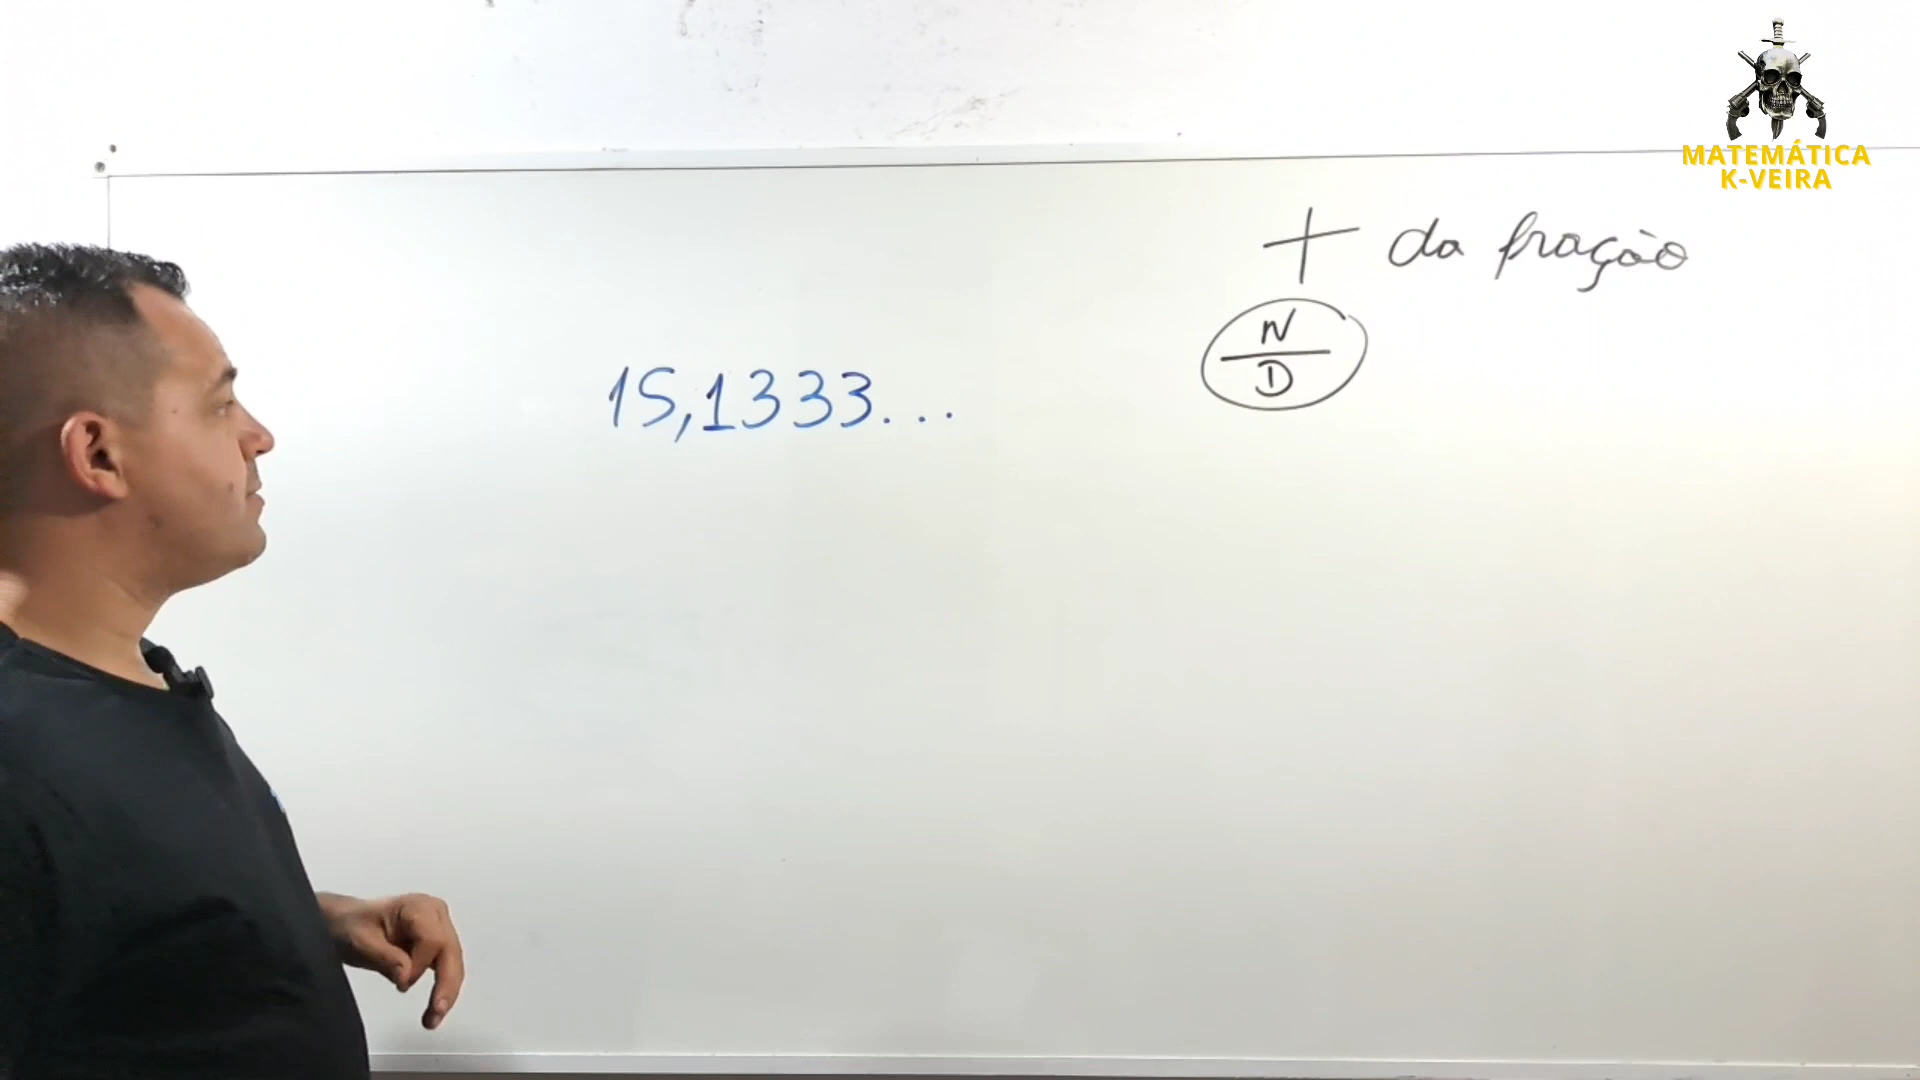 MATEMÁTICA
K-VEIRA
+ da fração
N
D
15,1333...